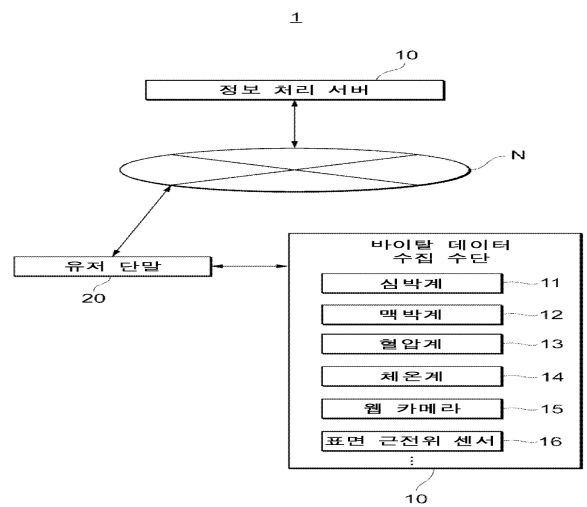 1
10
정보 처리 서버
N
유저 단말
20
바이탈 데이터
수집 수단
심박계 11
맥박계 12
혈압계 13
체온계 14
웹 카메라 15
표면 근전위 센서 16
⋮
10